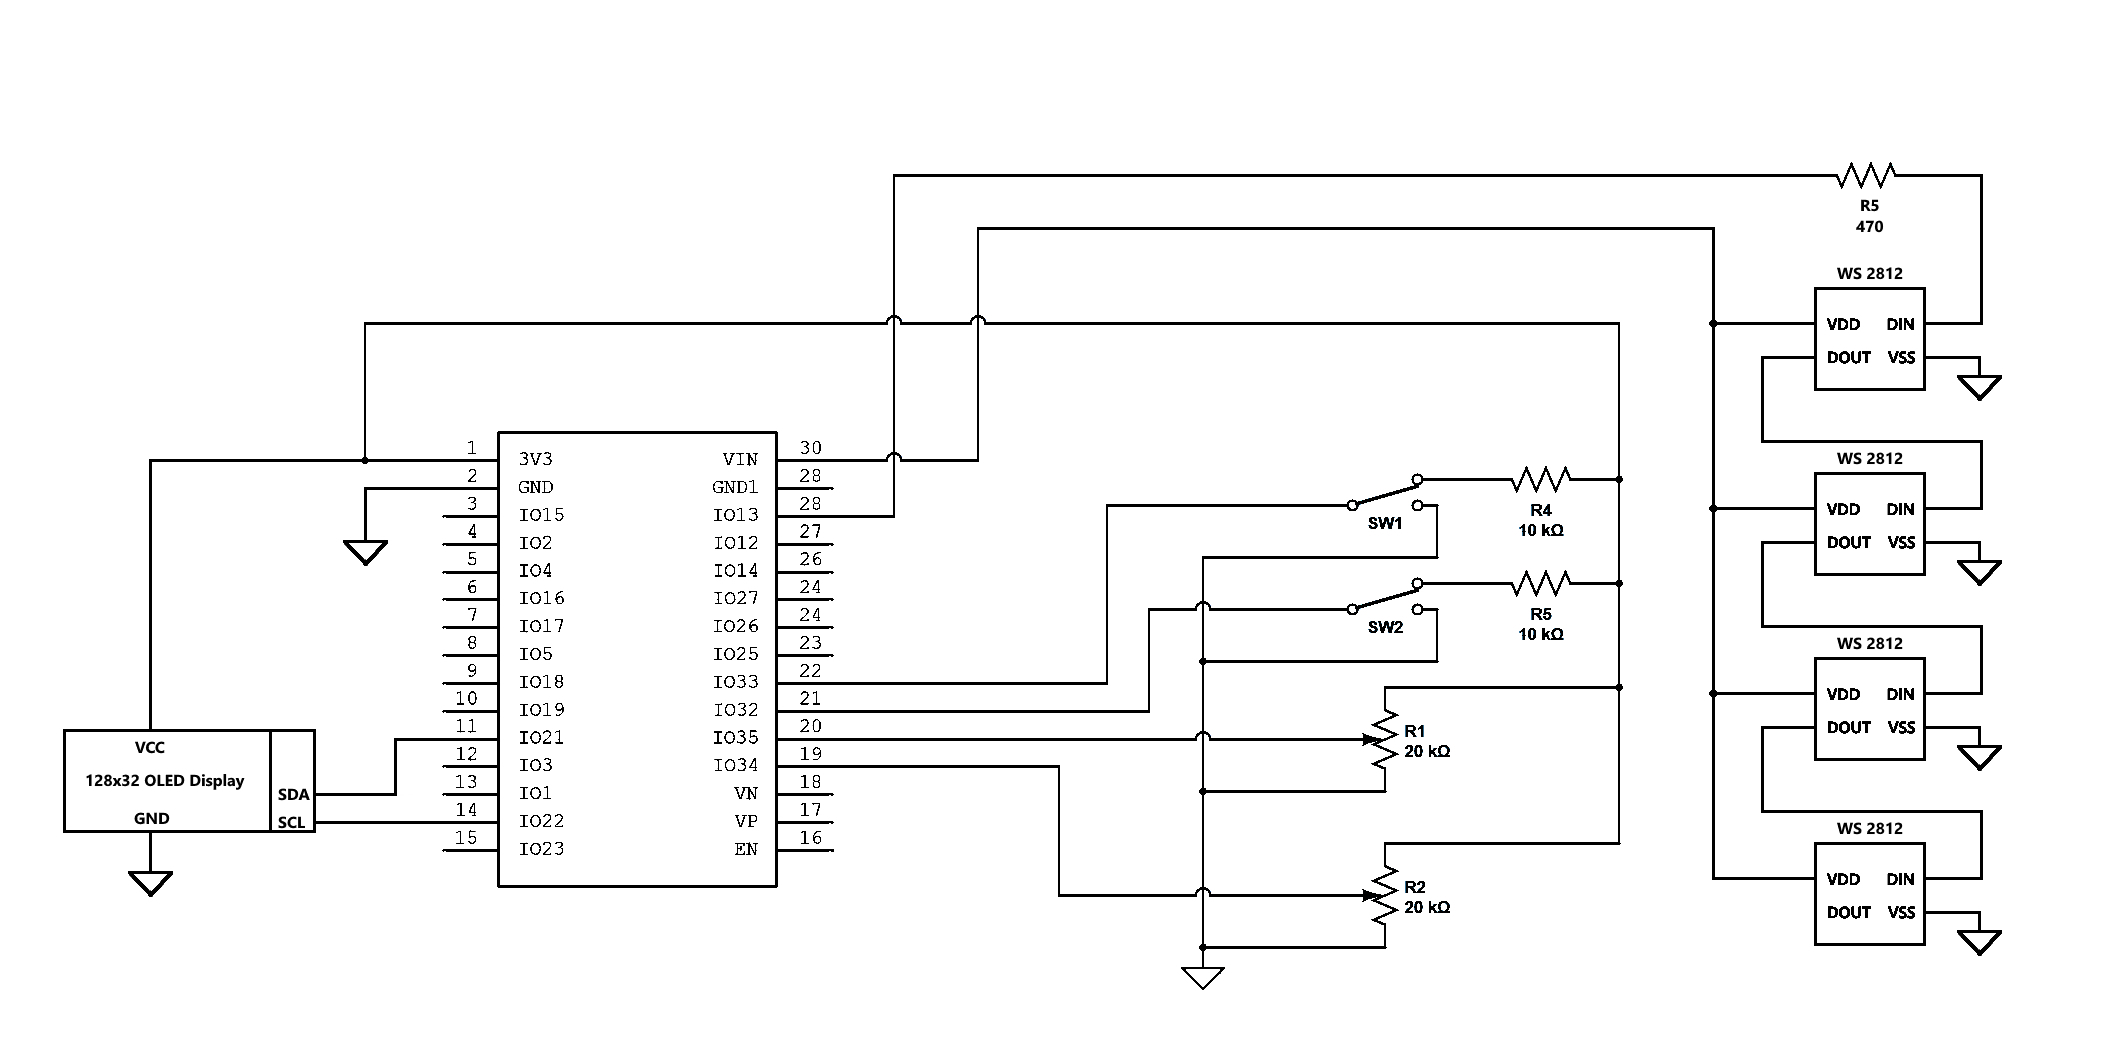 R5
470
WS 2812
VDD DIN
DOUT VSS
WS 2812
VDD DIN
DOUT VSS
WS 2812
VDD DIN
DOUT VSS
WS 2812
VDD DIN
DOUT VSS
1 3V3 VIN 30
2 GND GND1 28
3 IO15 IO13 28
4 IO2 IO12 27
5 IO4 IO14 26
6 IO16 IO27 24
7 IO17 IO26 24
8 IO5 IO25 23
9 IO18 IO33 22
10 IO19 IO32 21
11 IO21 IO35 20
12 IO3 IO34 19
13 IO1 VN 18
14 IO22 VP 17
15 IO23 EN 16
SW1
R4
10 kΩ
SW2
R5
10 kΩ
R1
20 kΩ
R2
20 kΩ
VCC
128x32 OLED Display
GND
SDA
SCL